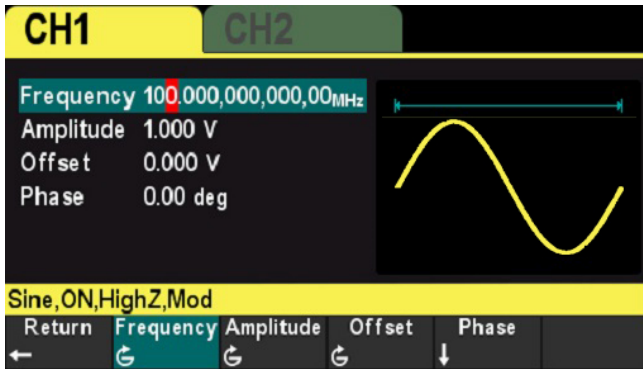 CH1 CH2
Frequency 100.000,000,000,00MHz
Amplitude 1.000 V
Offset 0.000 V
Phase 0.00 deg
Sine,ON,HighZ,Mod
Return Frequency Amplitude Offset Phase